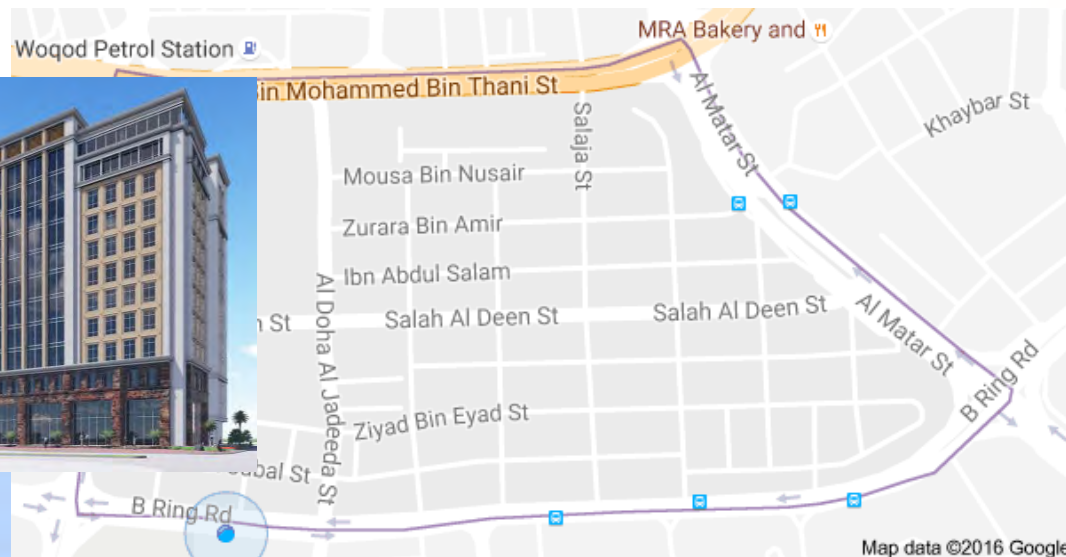 MRA Bakery and
Woqod Petrol Station
in Mohammed Bin Thani St
Al Matar St
Khaybar St
Salaja St
Mousa Bin Nusair
Zurara Bin Amir
Ibn Abdul Salam
Al Doha Al Jadeeda St
St
Salah Al Deen St
Salah Al Deen St
Al Matar St
B Ring Rd
Ziyad Bin Eyad St
St
B Ring Rd
Map data ©2016 Google